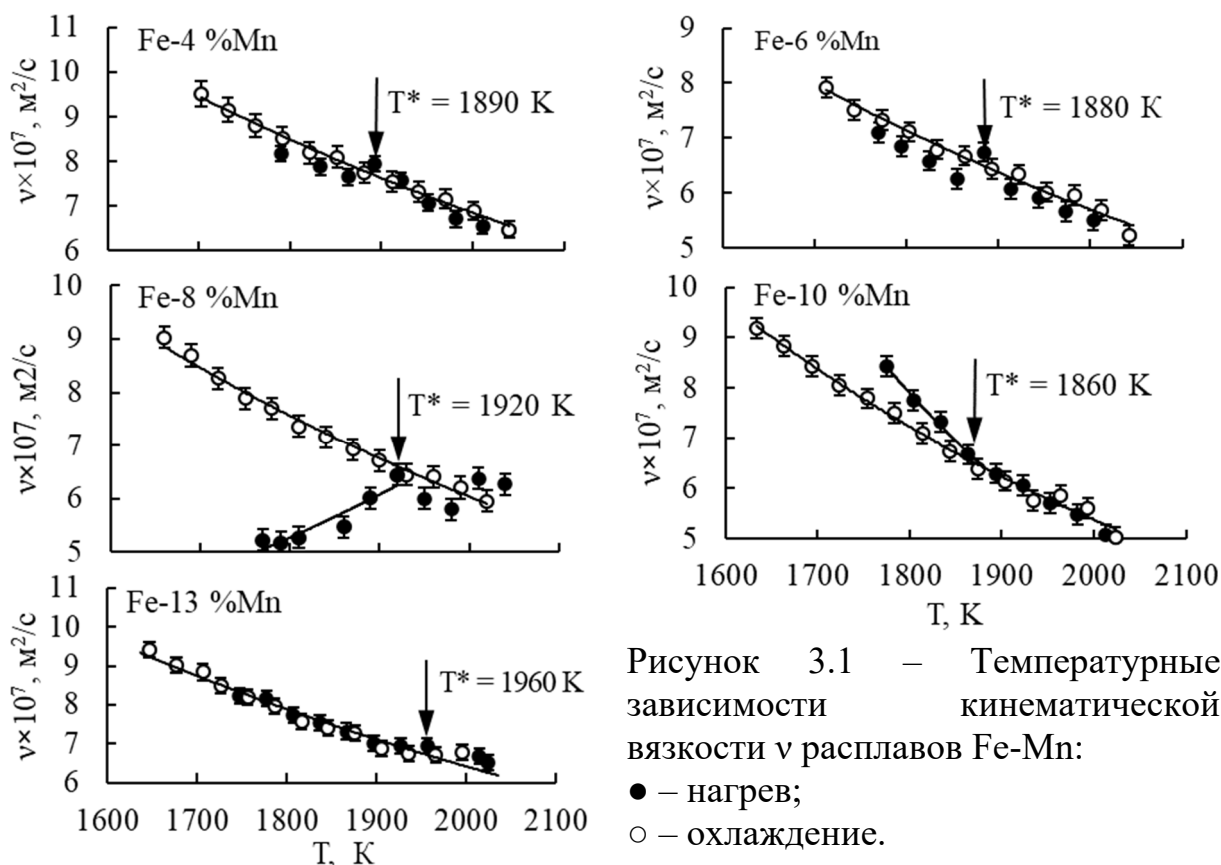 Fe-4 %Mn
T* = 1890 K
ν×10⁷, м²/с
11
10
9
8
7
6
Fe-6 %Mn
T* = 1880 K
ν×10⁷, м²/с
9
8
7
6
5
Fe-8 %Mn
T* = 1920 K
ν×107, м2/с
10
9
8
7
6
5
Fe-10 %Mn
T* = 1860 K
ν×10⁷, м²/с
10
9
8
7
6
5
1600 1700 1800 1900 2000 2100
T, K
Fe-13 %Mn
T* = 1960 K
ν×10⁷, м²/с
11
10
9
8
7
6
1600 1700 1800 1900 2000 2100
T, K
Рисунок 3.1 – Температурные
зависимости кинематической
вязкости ν расплавов Fe-Mn:
● – нагрев;
○ – охлаждение.